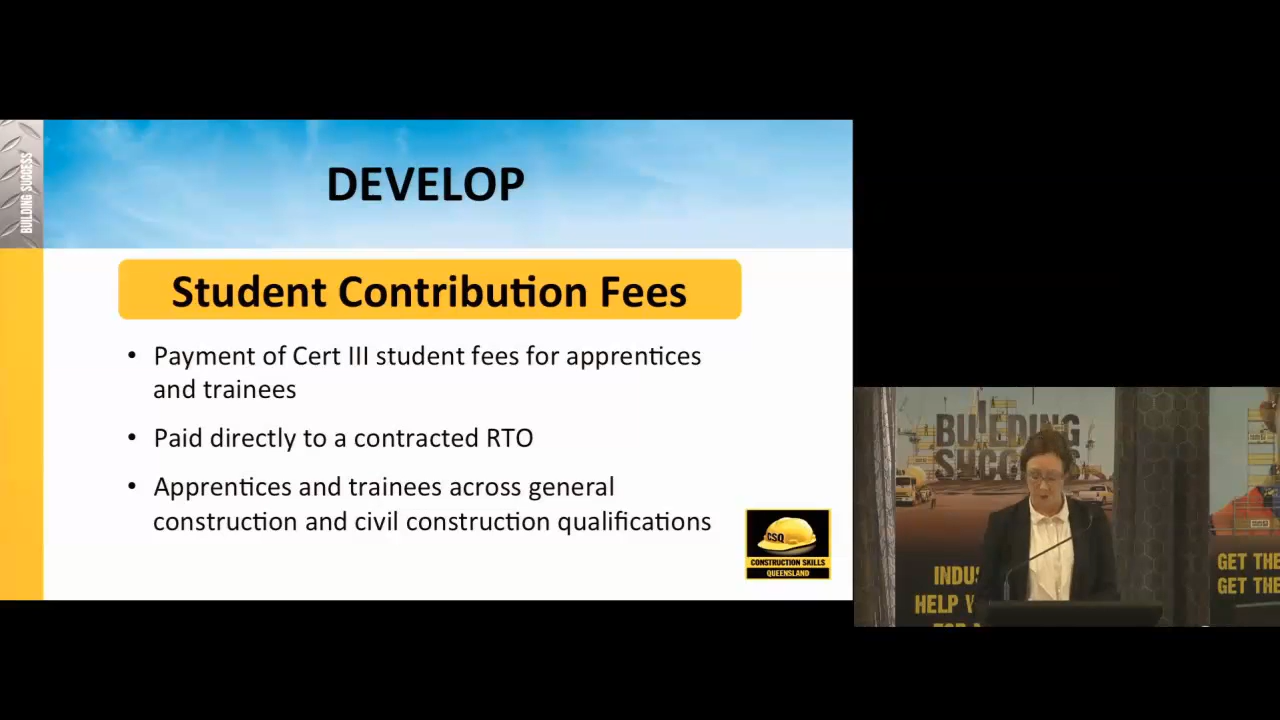 BUILDING SUCCESS
DEVELOP
Student Contribution Fees
• Payment of Cert III student fees for apprentices
and trainees
• Paid directly to a contracted RTO
• Apprentices and trainees across general
construction and civil construction qualifications
CSQ
CONSTRUCTION SKILLS
QUEENSLAND
BUILDING
SUCCESS
HELP
GET THE
GET THE